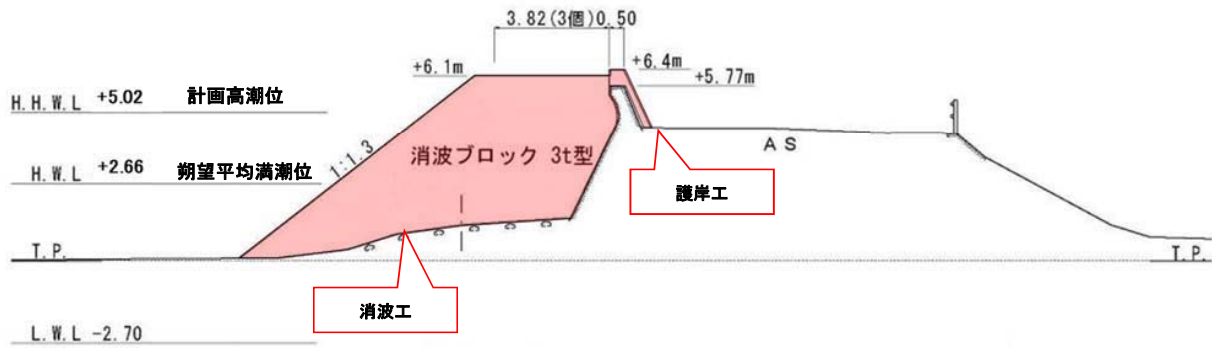 3.82(3個)0.50
+6.1m
+6.4m
+5.77m
H.H.W.L +5.02 計画高潮位
1:1.3
消波ブロック 3t型
AS
H.W.L +2.66 朔望平均満潮位
護岸工
T.P.
T.P.
消波工
L.W.L -2.70